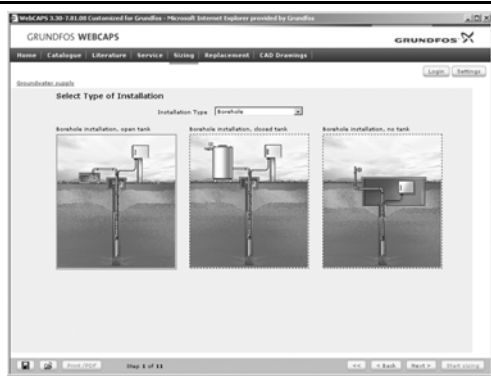 WebCAPS 3.30-7.81.08 Customized for Grundfos - Microsoft Internet Explorer provided by Grundfos
GRUNDFOS WEBCAPS
GRUNDFOS
Home Catalogue Literature Service Sizing Replacement CAD Drawings
Login Settings
Groundwater supply
Select Type of Installation
Installation Type Borehole
Borehole installation, open tank Borehole installation, closed tank Borehole installation, no tank
Print/PDF Step 1 of 11 << < Back Next > Start sizing